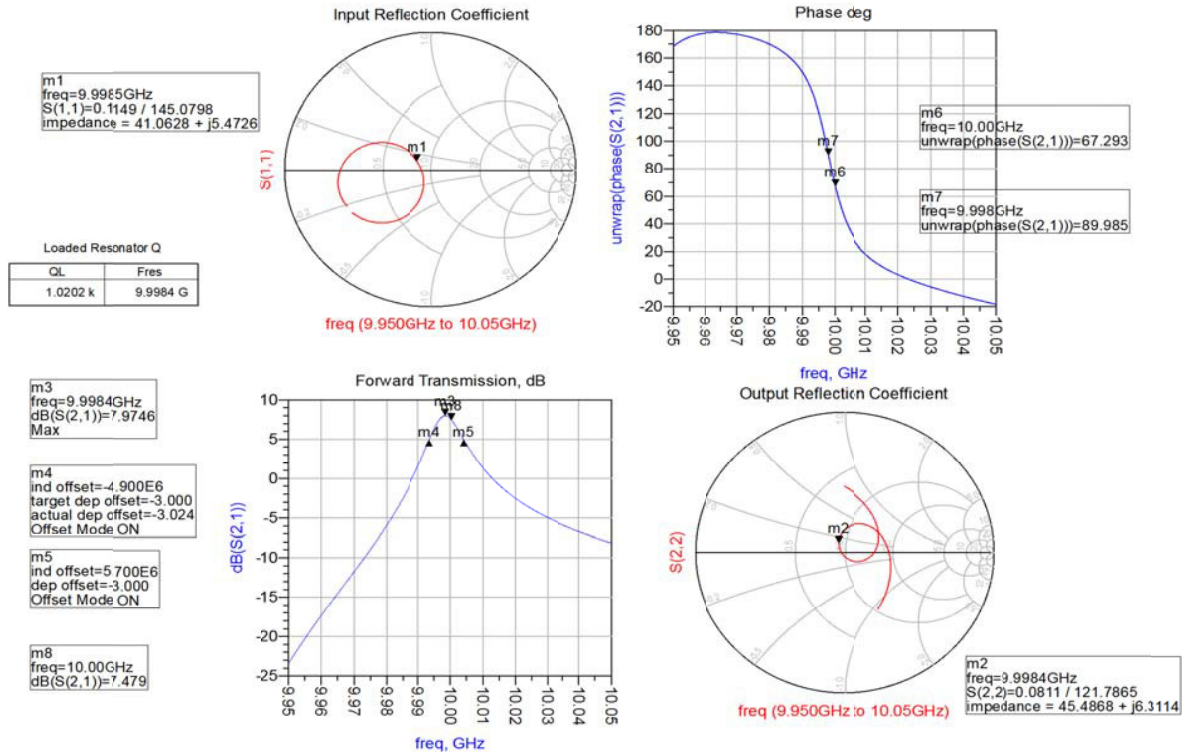 Input Reflection Coefficient
m1
freq=9.9985GHz
S(1,1)=0.1149 / 145.0798
impedance = 41.0628 + j5.4726
S(1,1)
m1
freq (9.950GHz to 10.05GHz)
Loaded Resonator Q
QL Fres
1.0202 k 9.9984 G
Phase deg
unwrap(phase(S(2,1)))
180
160
140
120
100
80
60
40
20
0
-20
m7
m6
m6
freq=10.00GHz
unwrap(phase(S(2,1)))=67.293
m7
freq=9.998GHz
unwrap(phase(S(2,1)))=89.985
9.95 9.96 9.97 9.98 9.99 10.00 10.01 10.02 10.03 10.04 10.05
freq, GHz
m3
freq=9.9984GHz
dB(S(2,1))=7.9746
Max
m4
ind offset=-4.900E6
target dep offset=-3.000
actual dep offset=-3.024
Offset Mode ON
m5
ind offset=5.700E6
dep offset=-3.000
Offset Mode ON
m8
freq=10.00GHz
dB(S(2,1))=7.479
Forward Transmission, dB
dB(S(2,1))
10
5
0
-5
-10
-15
-20
-25
m3
m8
m4
m5
9.95 9.96 9.97 9.98 9.99 10.00 10.01 10.02 10.03 10.04 10.05
freq, GHz
Output Reflection Coefficient
S(2,2)
m2
freq (9.950GHz to 10.05GHz)
m2
freq=9.9984GHz
S(2,2)=0.0811 / 121.7865
impedance = 45.4868 + j6.3114